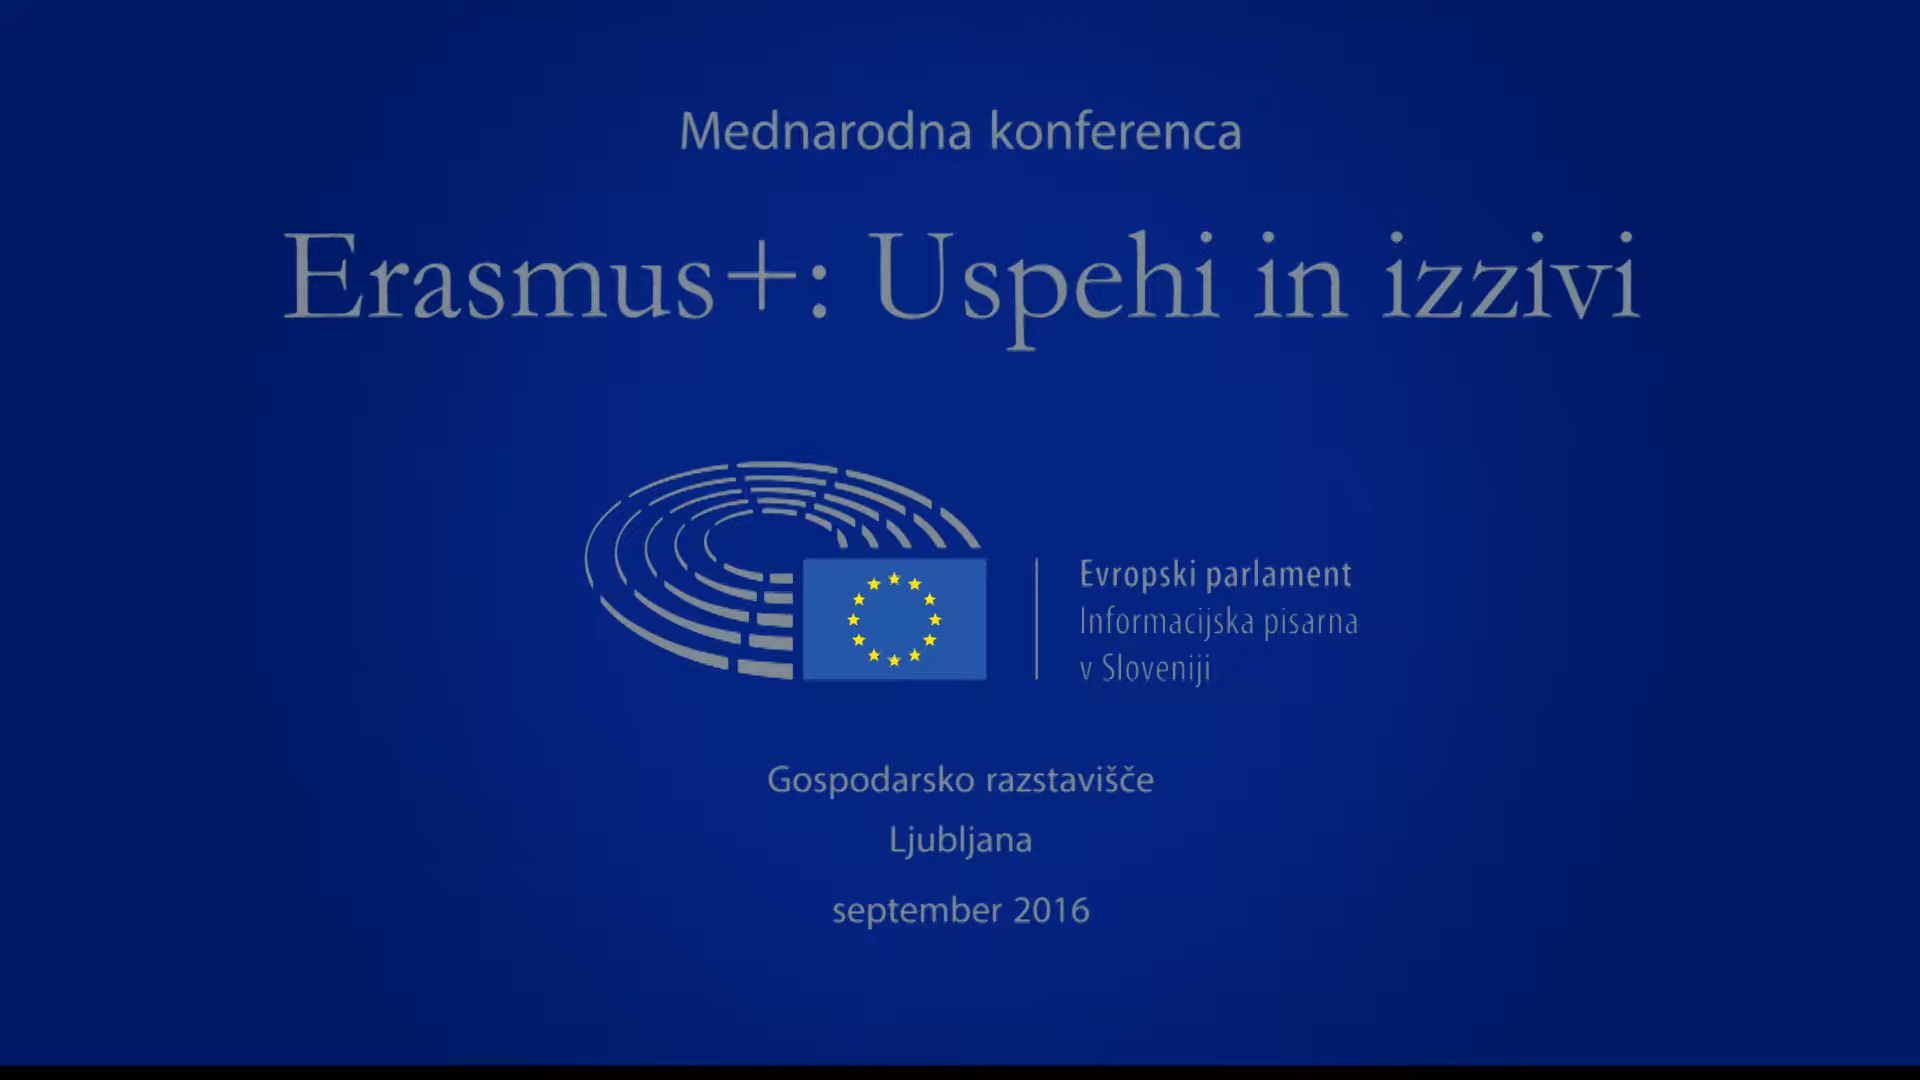 Mednarodna konferenca
Erasmus+: Uspehi in izzivi
Evropski parlament
Informacijska pisarna
v Sloveniji
Gospodarsko razstavišče
Ljubljana
september 2016